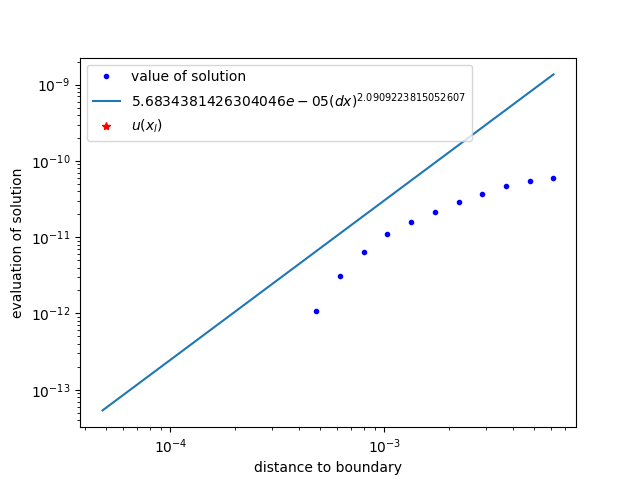 value of solution
5.6834381426304046e − 05(dx)^2.0909223815052607
u(x_l)
evaluation of solution
10^−9
10^−10
10^−11
10^−12
10^−13
10^−4
10^−3
distance to boundary